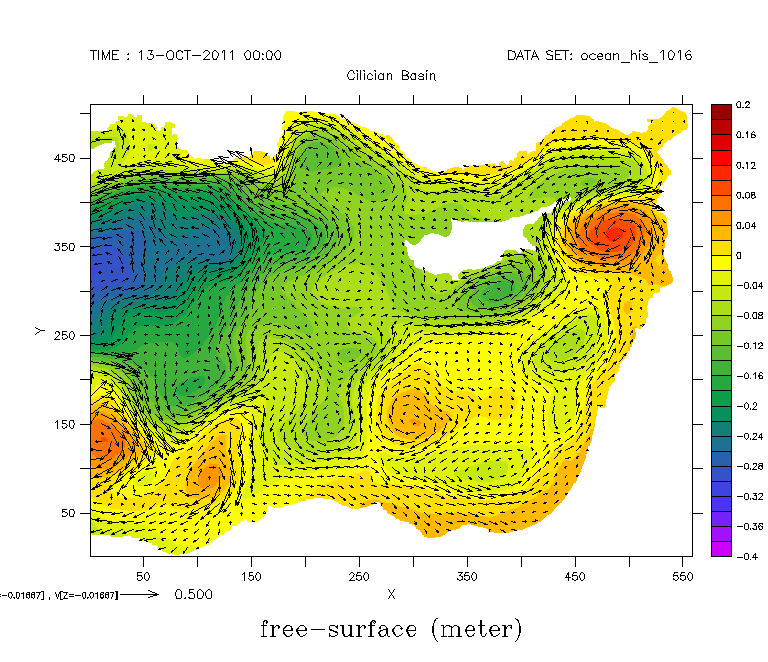 TIME : 13-OCT-2011 00:00
DATA SET: ocean_his_1016
Cilician Basin
0.2
0.16
0.12
0.08
0.04
0
-0.04
-0.08
-0.12
-0.16
-0.2
-0.24
-0.28
-0.32
-0.36
-0.4
450
350
250
150
50
Y
50 150 250 350 450 550
X
=-0.01667] , V[Z=-0.01667] 0.500
free-surface (meter)